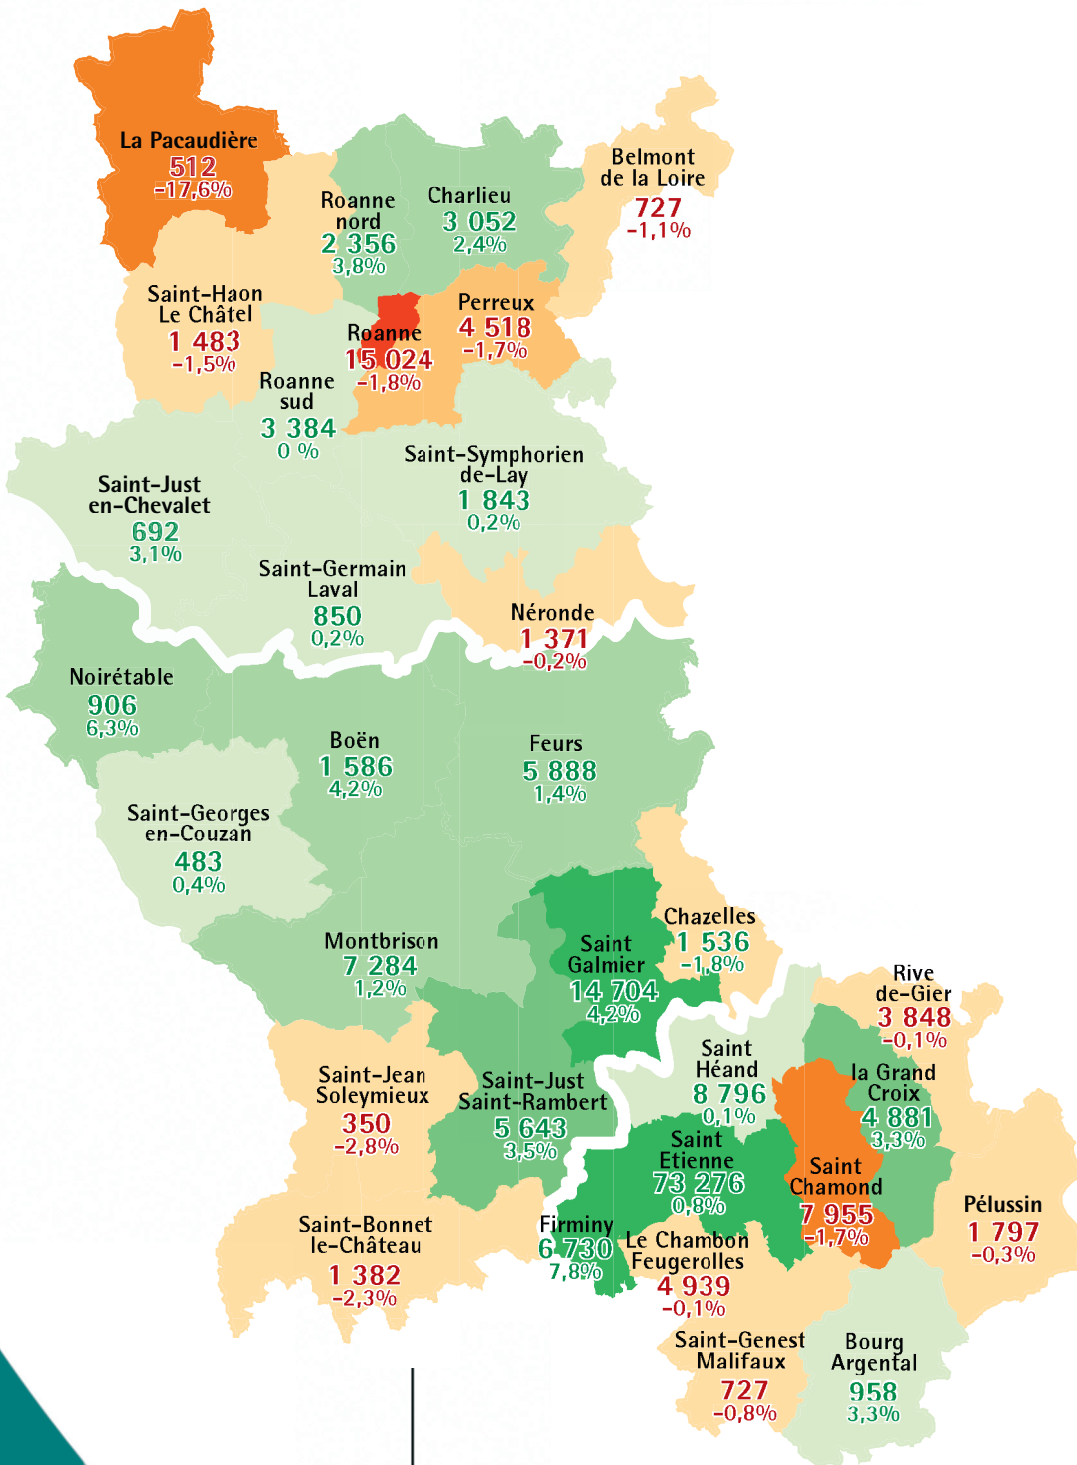 La Pacaudière
512
-17,6%
Roanne
nord
2 356
3,8%
Charlieu
3 052
2,4%
Belmont
de la Loire
727
-1,1%
Saint-Haon
Le Châtel
1 483
-1,5%
Roanne
15 024
-1,8%
Perreux
4 518
-1,7%
Roanne
sud
3 384
0 %
Saint-Symphorien
de-Lay
1 843
0,2%
Saint-Just
en-Chevalet
692
3,1%
Saint-Germain
Laval
850
0,2%
Néronde
1 371
-0,2%
Noirétable
906
6,3%
Boën
1 586
4,2%
Feurs
5 888
1,4%
Saint-Georges
en-Couzan
483
0,4%
Montbrison
7 284
1,2%
Saint
Galmier
14 704
4,2%
Chazelles
1 536
-1,8%
Rive
de-Gier
3 848
-0,1%
Saint
Héand
8 796
0,1%
la Grand
Croix
4 881
3,3%
Saint-Jean
Soleymieux
350
-2,8%
Saint-Just
Saint-Rambert
5 643
3,5%
Saint
Etienne
73 276
0,8%
Saint
Chamond
7 955
-1,7%
Pélussin
1 797
-0,3%
Saint-Bonnet
le-Château
1 382
-2,3%
Firminy
6 730
7,8%
Le Chambon
Feugerolles
4 939
-0,1%
Saint-Genest
Malifaux
727
-0,8%
Bourg
Argental
958
3,3%